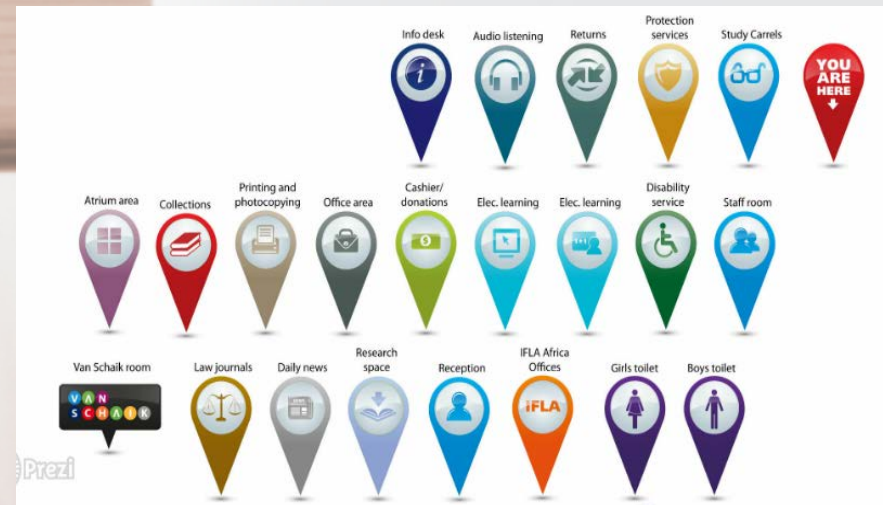 Info desk
Audio listening
Returns
Protection
services
Study Carrels
YOU
ARE
HERE
Atrium area
Collections
Printing and
photocopying
Office area
Cashier/
donations
Elec. learning
Elec. learning
Disability
service
Staff room
Van Schaik room
VAN
SCHAIK
Law journals
Daily news
Research
space
Reception
IFLA Africa
Offices
iFLA
Girls toilet
Boys toilet
Prezi